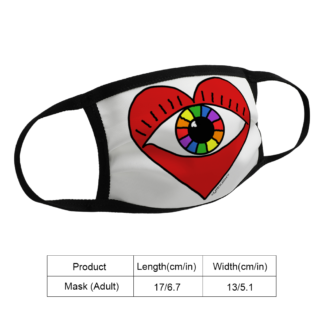 Product Length(cm/in) Width(cm/in)
Mask (Adult) 17/6.7 13/5.1